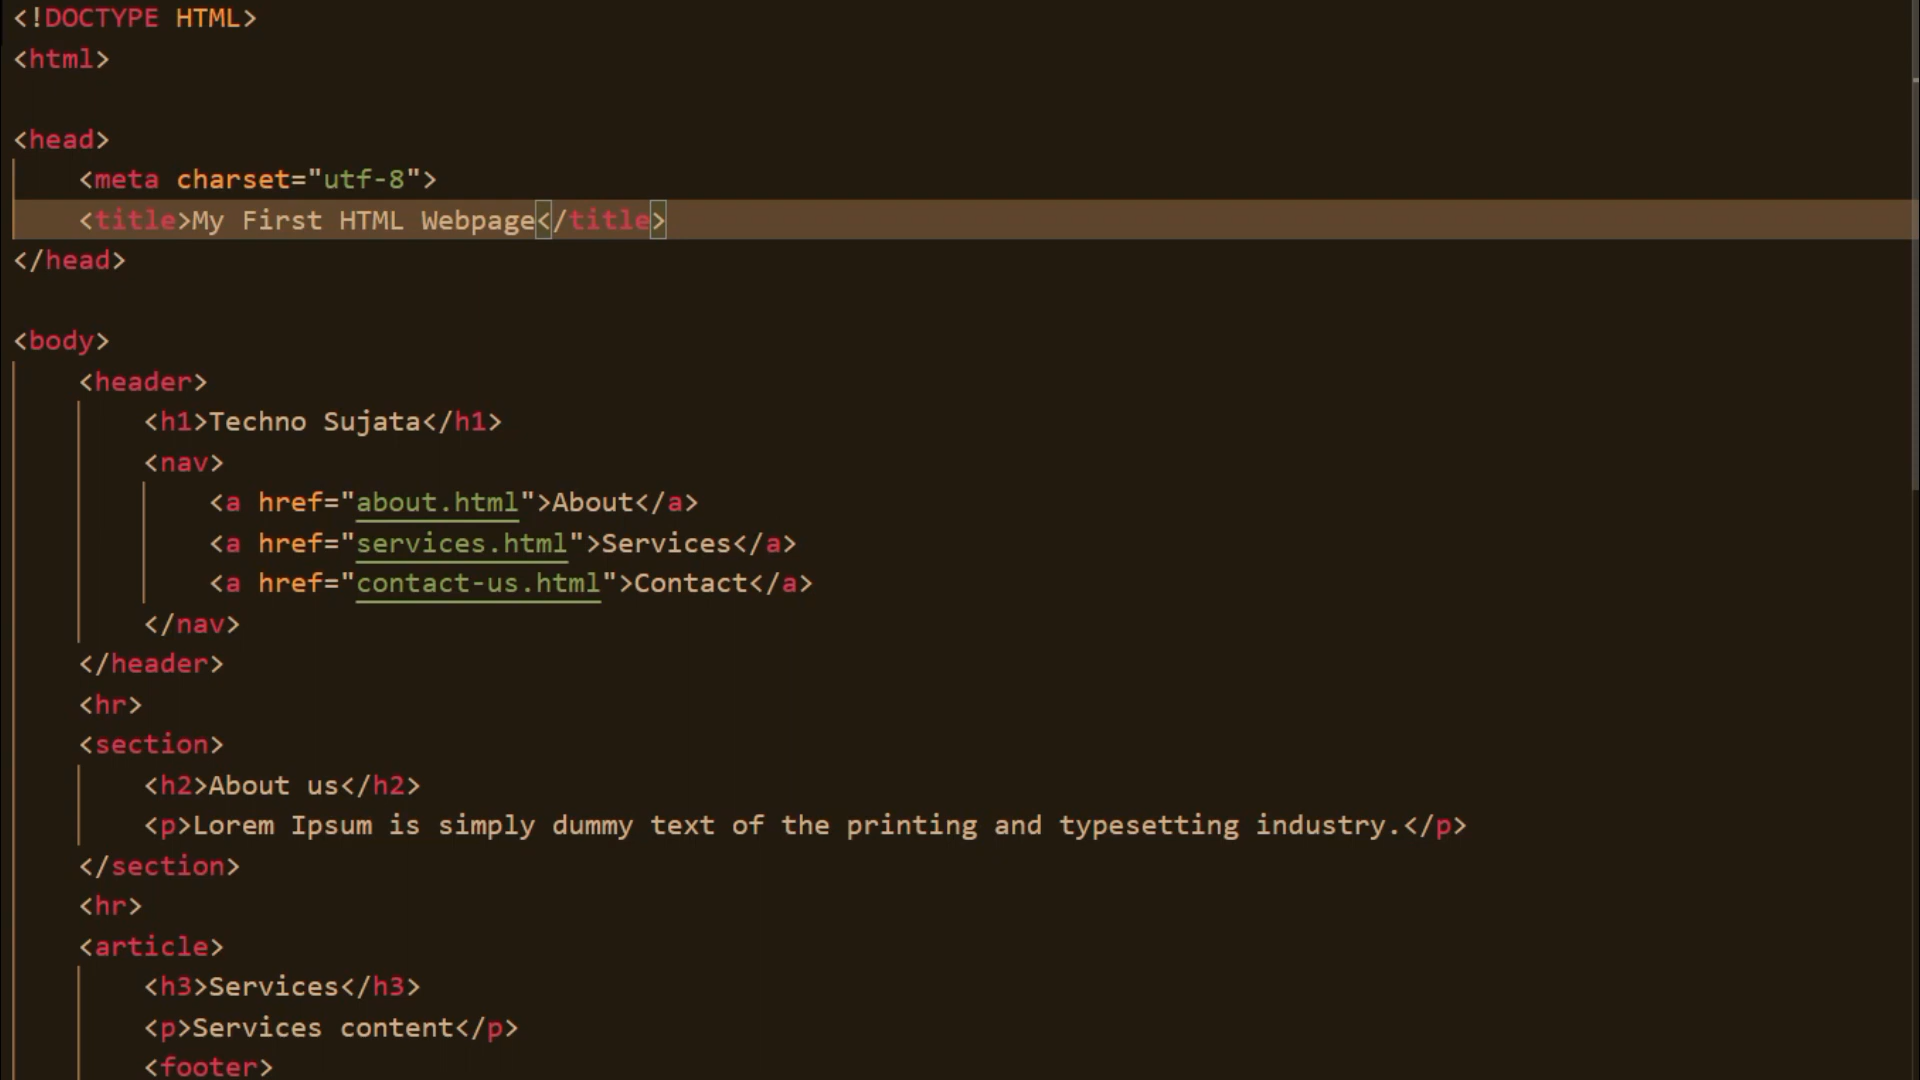 <!DOCTYPE HTML>
<html>
<head>
<meta charset="utf-8">
<title>My First HTML Webpage</title>
</head>
<body>
<header>
<h1>Techno Sujata</h1>
<nav>
<a href="about.html">About</a>
<a href="services.html">Services</a>
<a href="contact-us.html">Contact</a>
</nav>
</header>
<hr>
<section>
<h2>About us</h2>
<p>Lorem Ipsum is simply dummy text of the printing and typesetting industry.</p>
</section>
<hr>
<article>
<h3>Services</h3>
<p>Services content</p>
<footer>